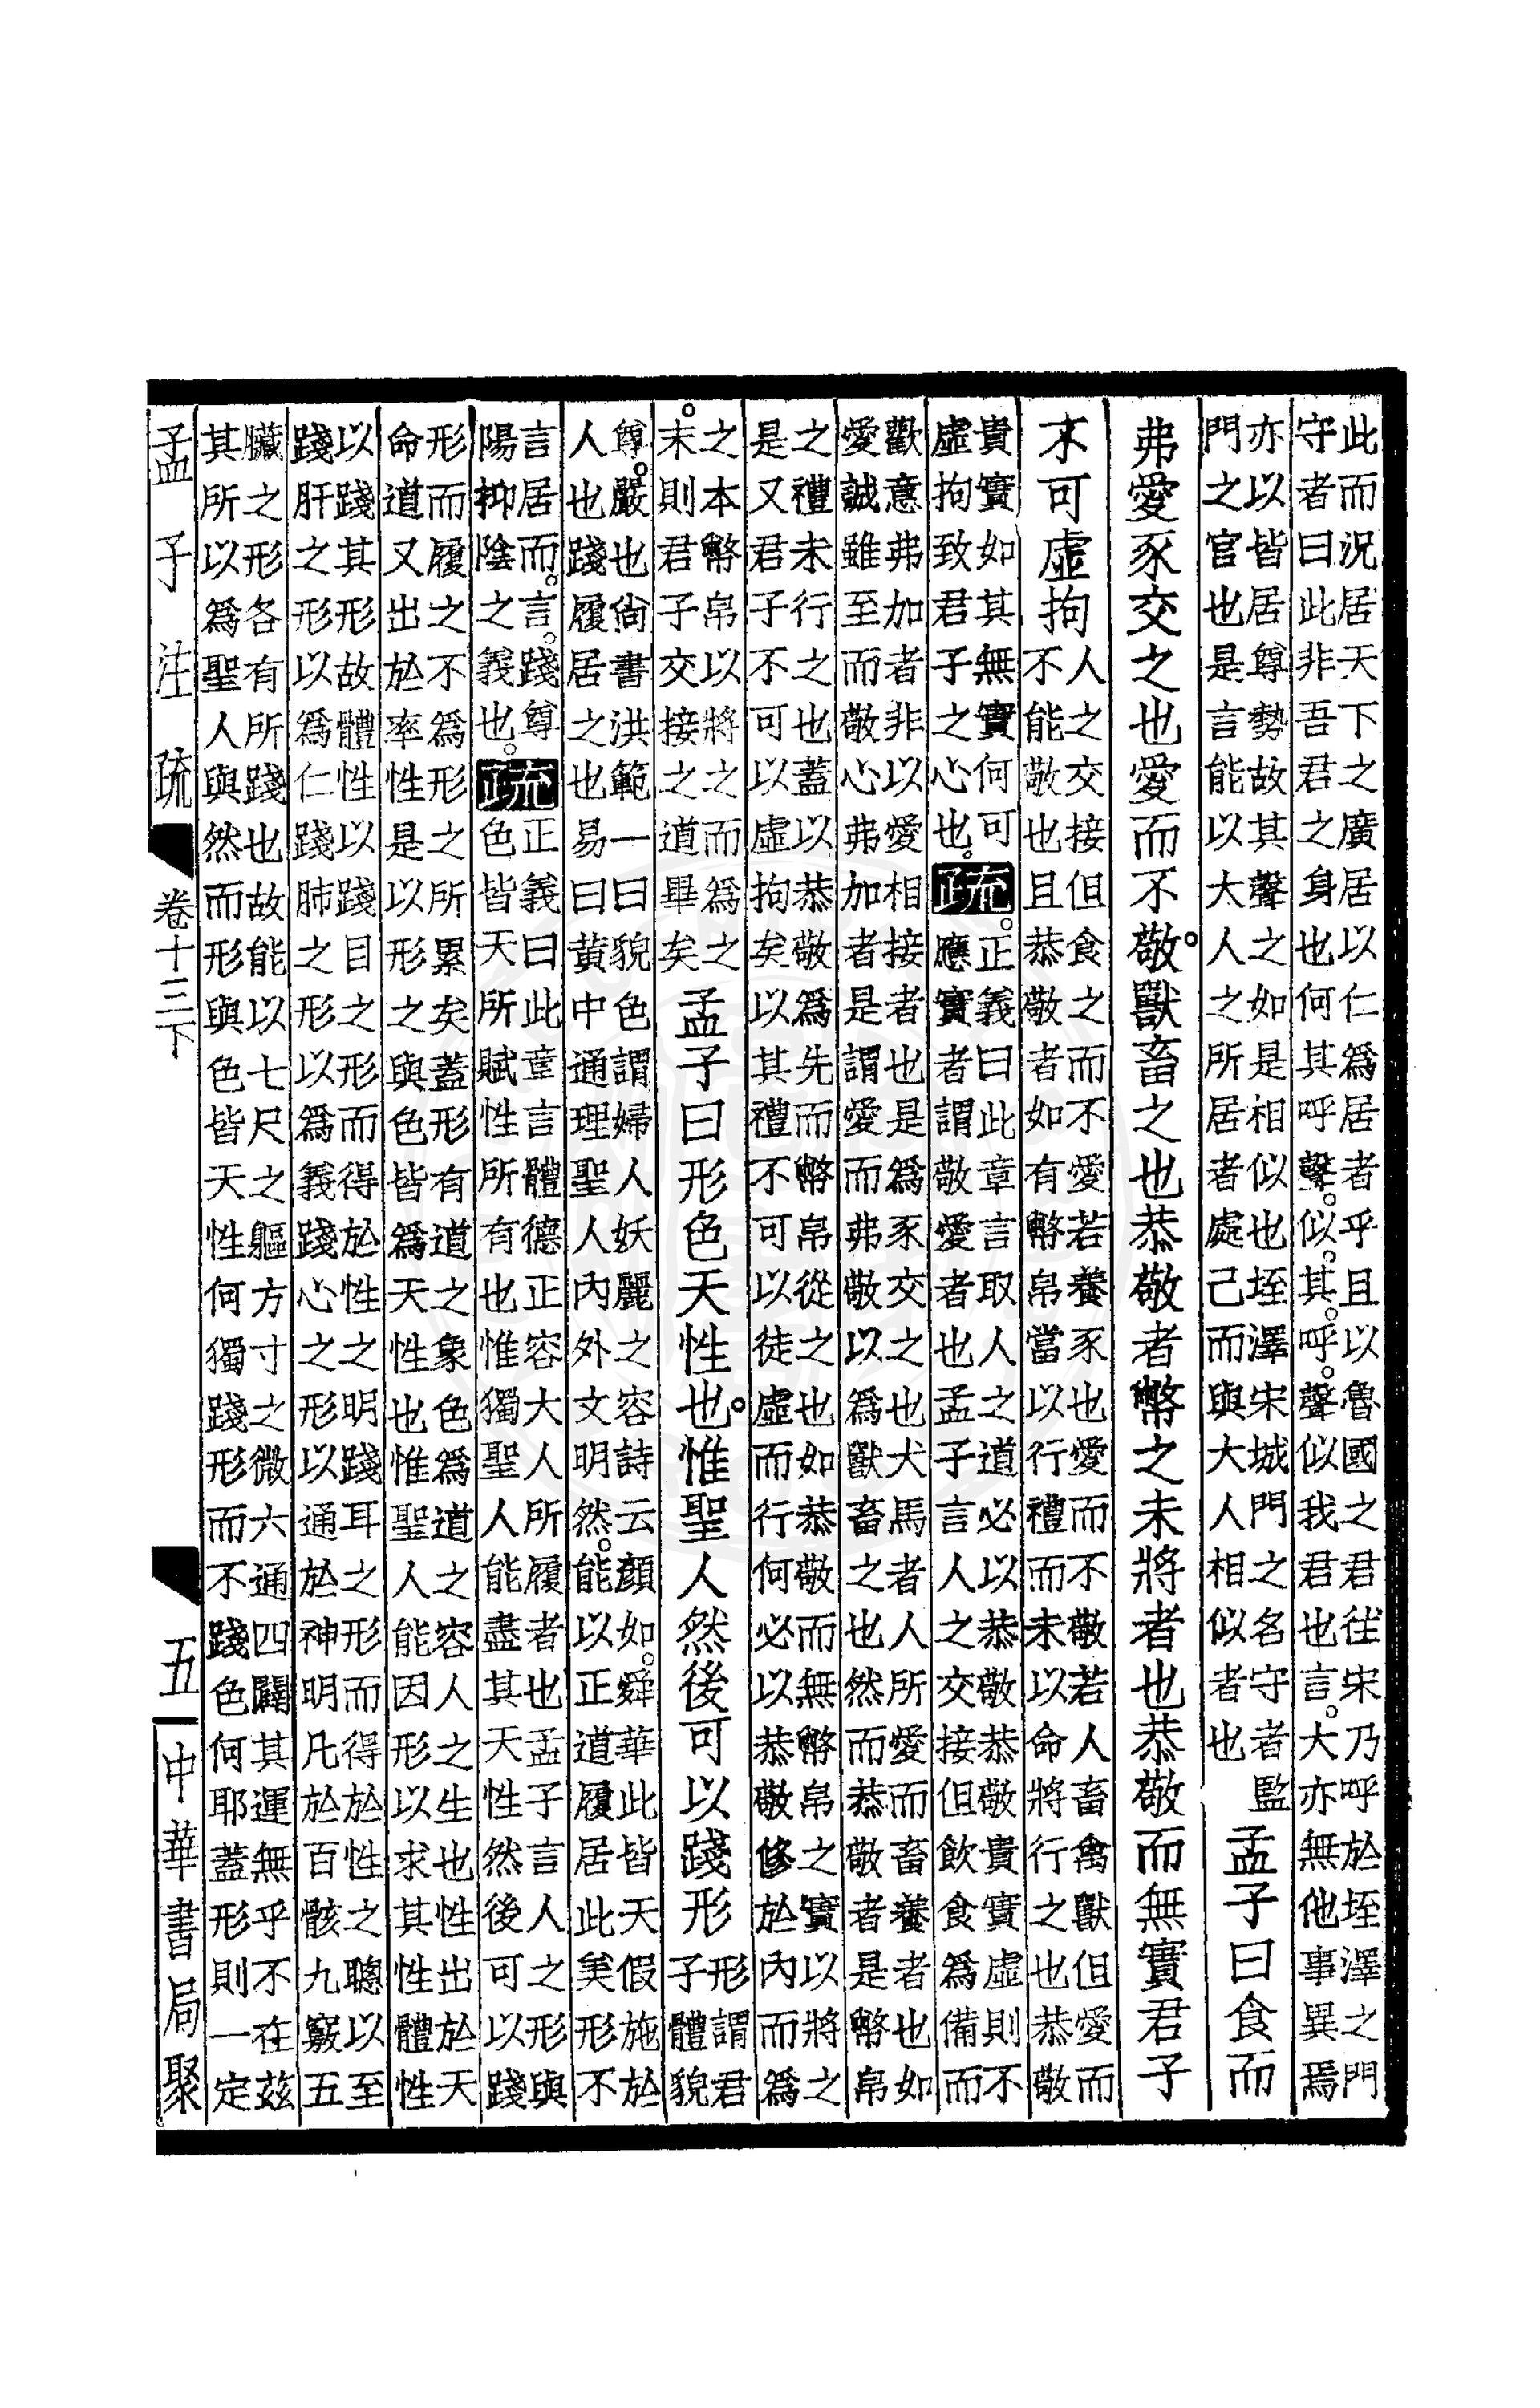 此而況居天下之廣居以仁爲居者乎且以魯國之君往宋乃呼於垤澤之門
守者曰此非吾君之身也何其呼聲。似。其。呼。聲似我君也言。大亦無他事異焉
亦以皆居尊勢故其聲之如是相似也垤澤宋城門之名守者監
門之官也是言能以大人之所居者處己而與大人相似者也
孟子曰食而
弗愛豕交之也愛而不敬。獸畜之也恭敬者幣之未將者也恭敬而無實君子
不可虛拘
人之交接但食之而不愛若養豕也愛而不敬若人畜禽獸但愛而
不能敬也且恭敬者如有幣帛當以行禮而未以命將行之也恭敬
貴實如其無實何可
虛拘致君子之心也。
疏
正義曰此章言取人之道必以恭敬恭敬貴實虛則不
應實者謂敬愛者也孟子言人之交接但飲食爲備而
歡意弗加者非以愛相接者也是爲豕交之也犬馬者人所愛而畜養者也如
愛誠雖至而敬心弗加者是謂愛而弗敬以爲獸畜之也然而恭敬者是幣帛
之禮未行之也蓋以恭敬爲先而幣帛從之也如恭敬而無幣帛之實以將之
是又君子不可以虛拘矣以其禮不可以徒虛而行何必以恭敬修於內而爲
之本幣帛以將之而爲之
末則君子交接之道畢矣
孟子曰形色天性也。惟聖人然後可以踐形
形謂君
子體貌
尊。嚴也尙書洪範一曰貌色謂婦人妖麗之容詩云顏如。舜華此皆天假施於
人也踐履居之也易曰黃中通理聖人內外文明然。能以正道履居此美形不
言居而。言。踐尊
陽抑陰之義也。
疏
正義曰此章言體德正容大人所履者也孟子言人之形與
色皆天所賦性所有也惟獨聖人能盡其天性然後可以踐
形而履之不爲形之所累矣蓋形有道之象色爲道之容人之生也性出於天
命道又出於率性是以形之與色皆爲天性也惟聖人能因形以求其性體性
以踐其形故體性以踐目之形而得於性之明踐耳之形而得於性之聰以至
踐肝之形以爲仁踐肺之形以爲義踐心之形以通於神明凡於百骸九竅五
臟之形各有所踐也故能以七尺之軀方寸之微六通四闢其運無乎不在茲
其所以爲聖人與然而形與色皆天性何獨踐形而不踐色何耶蓋形則一定
孟子注疏 卷十三下 五 中華書局聚